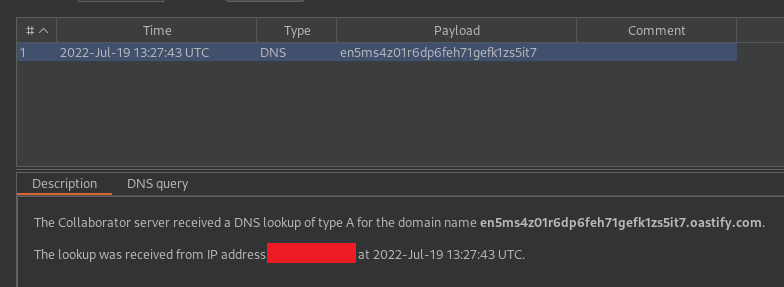 # Time Type Payload Comment
1 2022-Jul-19 13:27:43 UTC DNS en5ms4z01r6dp6feh71gefk1zs5it7
Description DNS query
The Collaborator server received a DNS lookup of type A for the domain name en5ms4z01r6dp6feh71gefk1zs5it7.oastify.com.
The lookup was received from IP address at 2022-Jul-19 13:27:43 UTC.